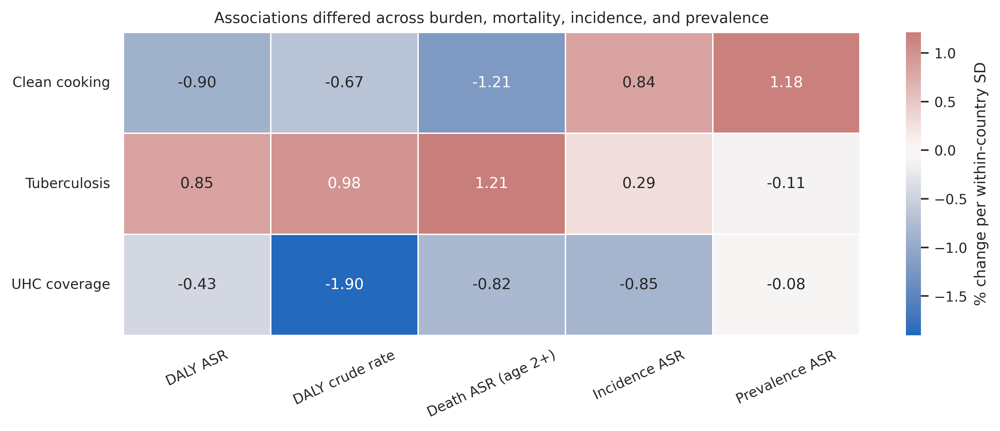 Associations differed across burden, mortality, incidence, and prevalence
Clean cooking
-0.90
-0.67
-1.21
0.84
1.18
Tuberculosis
0.85
0.98
1.21
0.29
-0.11
UHC coverage
-0.43
-1.90
-0.82
-0.85
-0.08
DALY ASR
DALY crude rate
Death ASR (age 2+)
Incidence ASR
Prevalence ASR
1.0
0.5
0.0
−0.5
−1.0
−1.5
% change per within-country SD